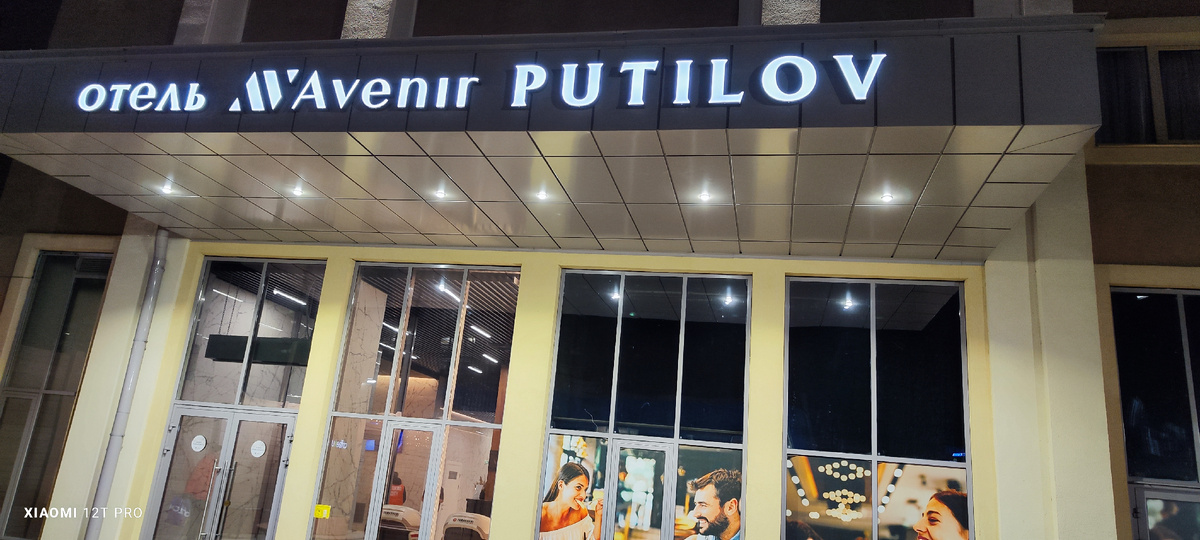 отель Avenir PUTILOV
XIAOMI 12T PRO